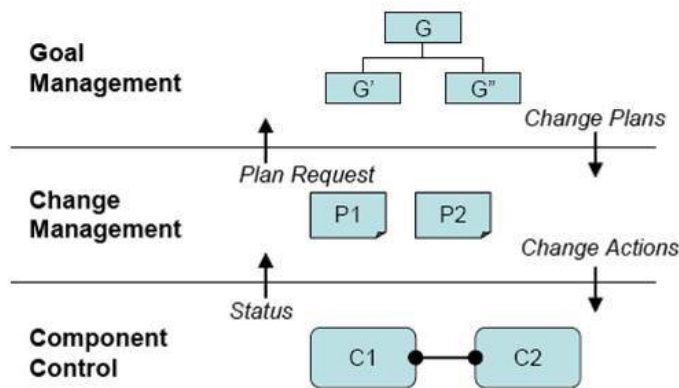 Goal
Management
G
G'
G"
Change Plans
Plan Request
Change
Management
P1
P2
Change Actions
Status
Component
Control
C1
C2